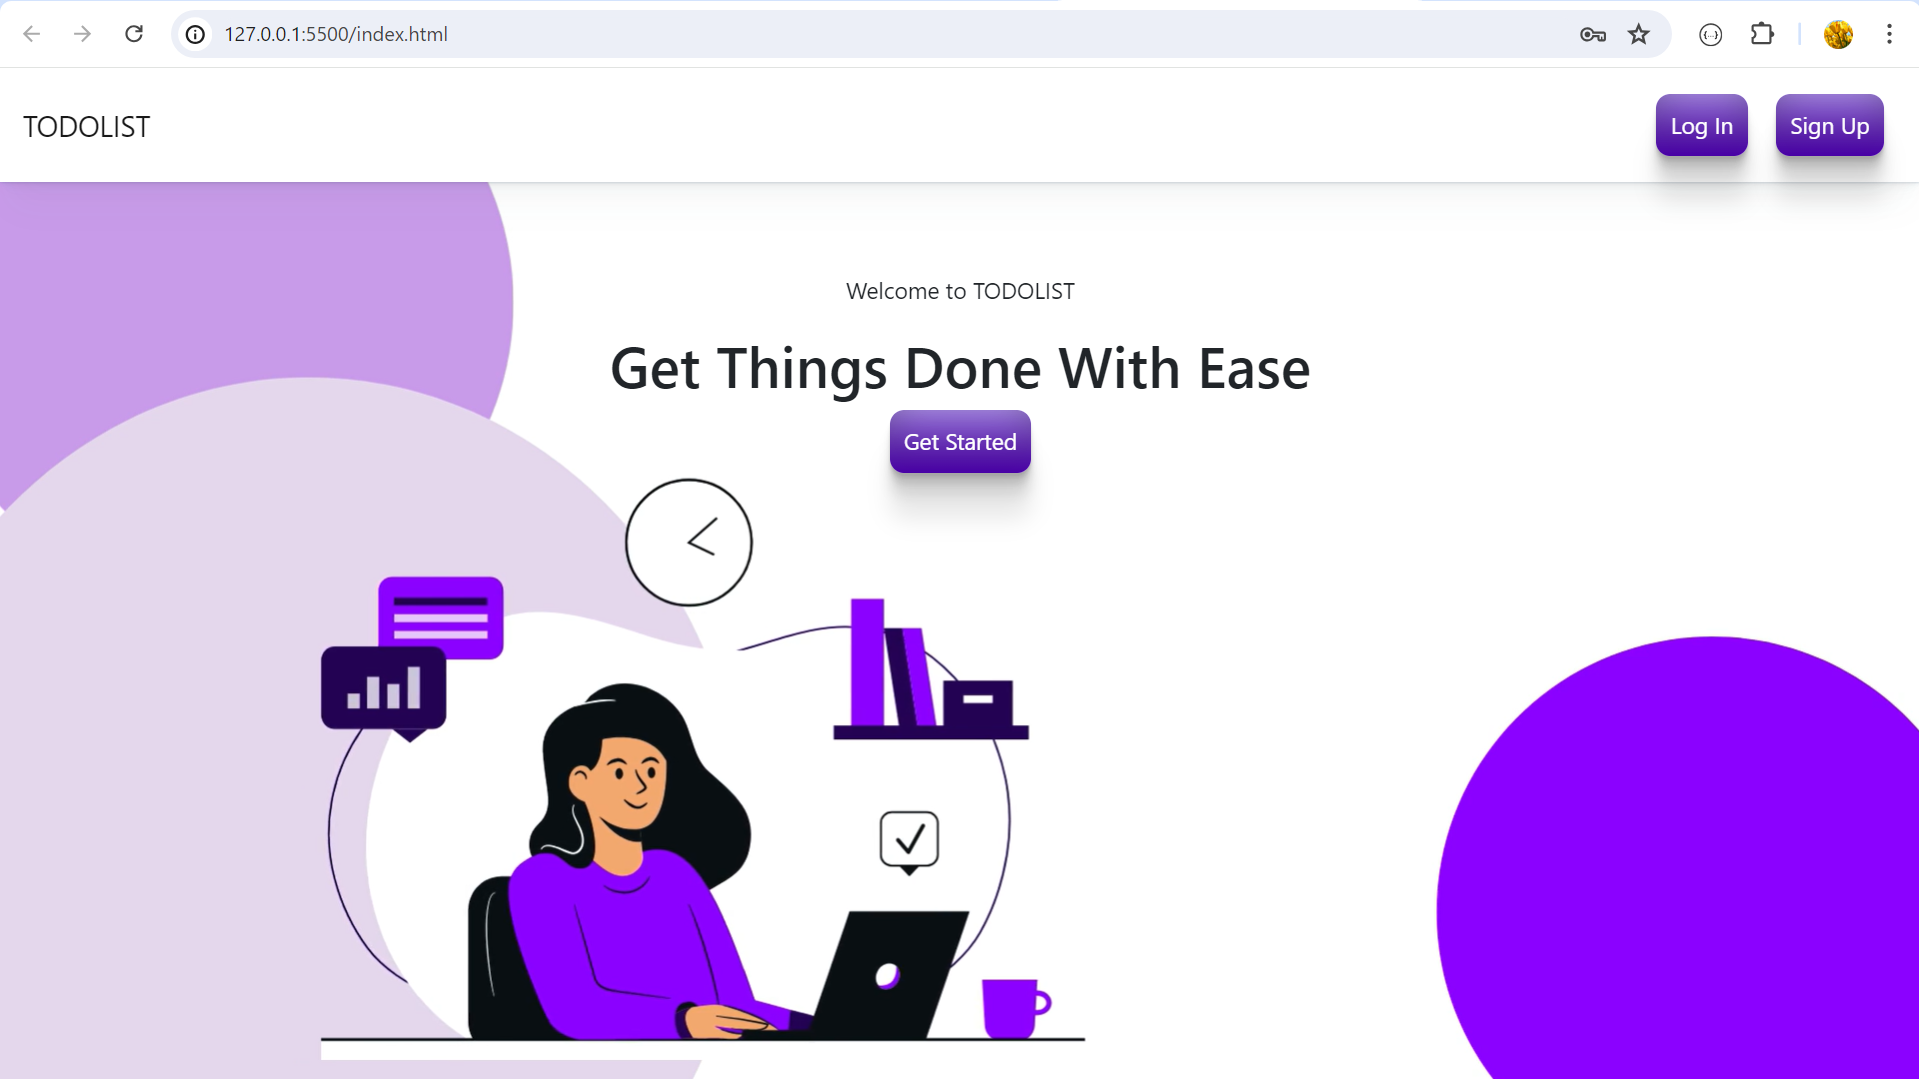 127.0.0.1:5500/index.html
TODOLIST
Log In
Sign Up
Welcome to TODOLIST
Get Things Done With Ease
Get Started